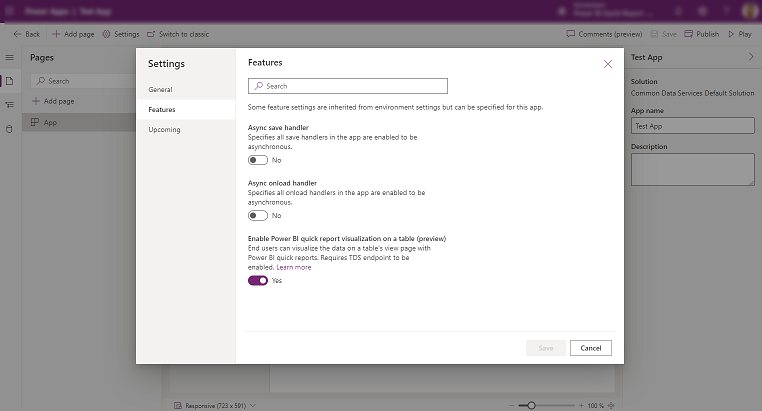 Power Apps | Test App
Back
Add page
Settings
Switch to classic
Comments (preview)
Save
Publish
Play
Pages
Search
Add page
App
Settings
General
Features
Upcoming
Features
Search
Some feature settings are inherited from environment settings but can be specified for this app.
Async save handler
Specifies all save handlers in the app are enabled to be
asynchronous.
No
Async onload handler
Specifies all onload handlers in the app are enabled to be
asynchronous.
No
Enable Power BI quick report visualization on a table (preview)
End users can visualize the data on a table's view page with
Power BI quick reports. Requires TDS endpoint to be
enabled. Learn more
Yes
Save
Cancel
Test App
Solution
Common Data Services Default Solution
App name
Test App
Description
Responsive (723 x 591)
100 %